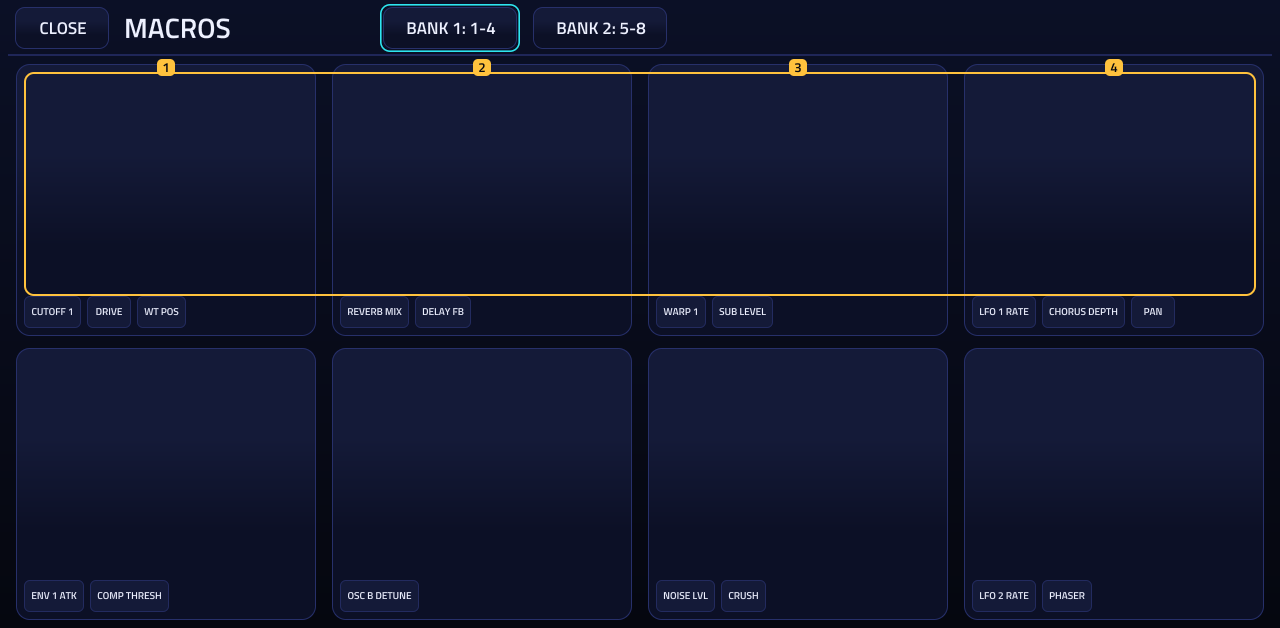 CLOSE MACROS BANK 1: 1-4 BANK 2: 5-8
1 2 3 4
CUTOFF 1 DRIVE WT POS REVERB MIX DELAY FB WARP 1 SUB LEVEL LFO 1 RATE CHORUS DEPTH PAN
ENV 1 ATK COMP THRESH OSC B DETUNE NOISE LVL CRUSH LFO 2 RATE PHASER